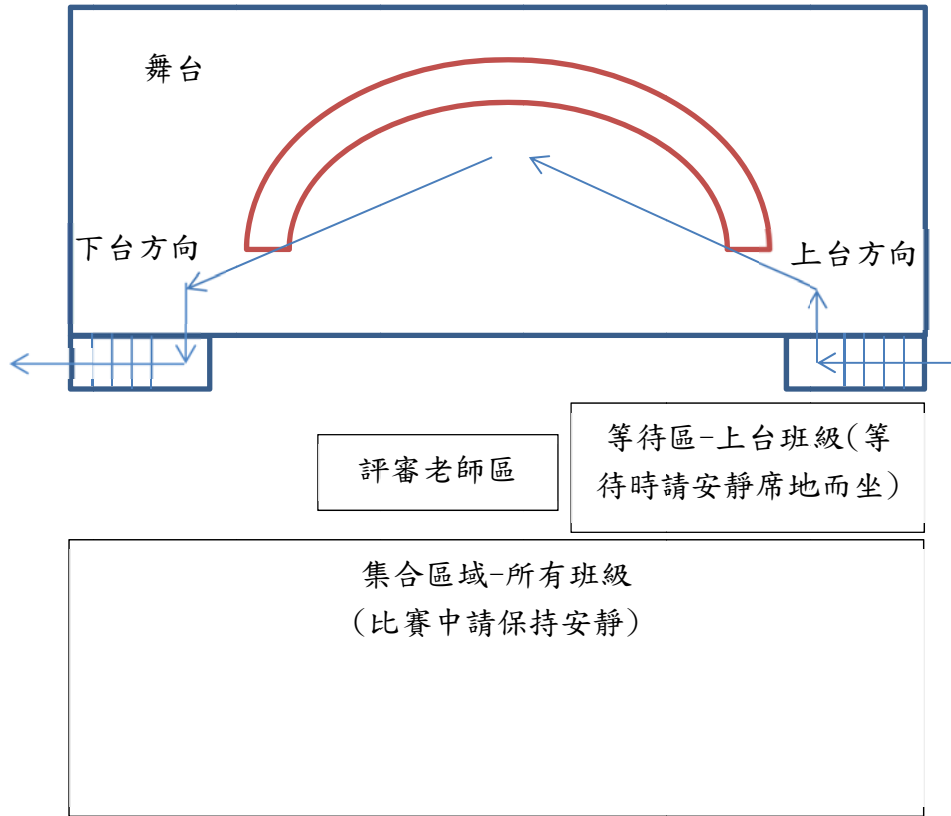 舞台
下台方向
上台方向
評審老師區
等待區-上台班級(等
待時請安靜席地而坐)
集合區域-所有班級
(比賽中請保持安靜)